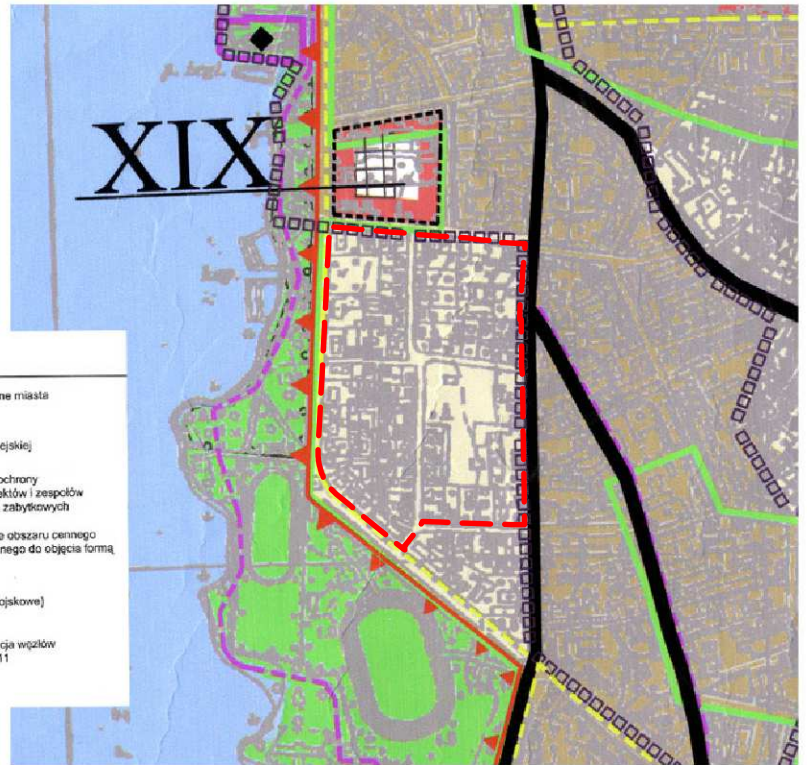 XIX
ne miasta
ejskiej
ochrony
ektów i zespołów
zabytkowych
e obszaru cennego
nego do objęcia formą
ojskowe)
cja węzłów
11